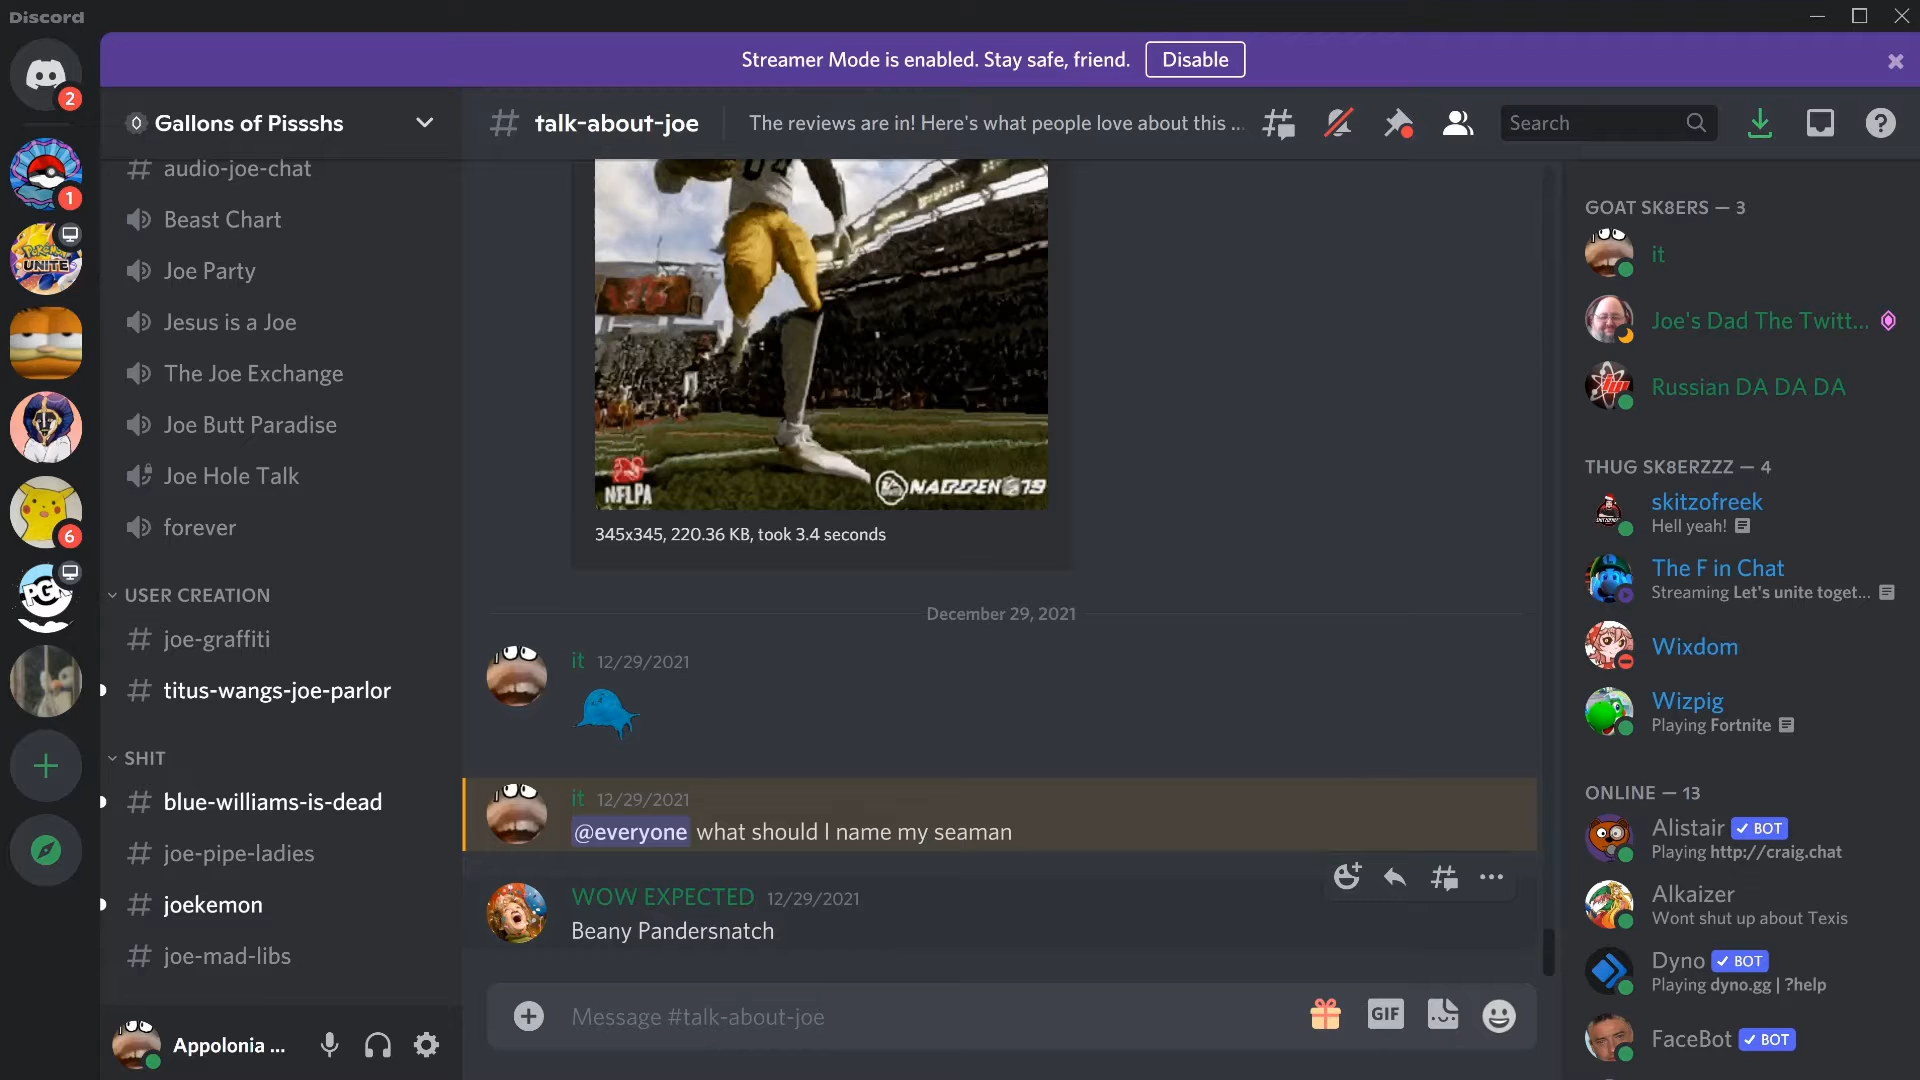 Discord
Streamer Mode is enabled. Stay safe, friend.
Disable
2
1
UNITE
6
PG
Gallons of Pisssshs
audio-joe-chat
Beast Chart
Joe Party
Jesus is a Joe
The Joe Exchange
Joe Butt Paradise
Joe Hole Talk
forever
USER CREATION
joe-graffiti
titus-wangs-joe-parlor
SHIT
blue-williams-is-dead
joe-pipe-ladies
joekemon
joe-mad-libs
Appolonia ...
talk-about-joe
The reviews are in! Here's what people love about this ...
Search
NFLPA
345x345, 220.36 KB, took 3.4 seconds
December 29, 2021
it 12/29/2021
it 12/29/2021
@everyone what should I name my seaman
WOW EXPECTED 12/29/2021
Beany Pandersnatch
Message #talk-about-joe
GIF
GOAT SK8ERS — 3
it
Joe's Dad The Twitt...
Russian DA DA DA
THUG SK8ERZZZ — 4
skitzofreek
Hell yeah!
The F in Chat
Streaming Let's unite toget...
Wixdom
Wizpig
Playing Fortnite
ONLINE — 13
Alistair BOT
Playing http://craig.chat
Alkaizer
Wont shut up about Texis
Dyno BOT
Playing dyno.gg | ?help
FaceBot BOT